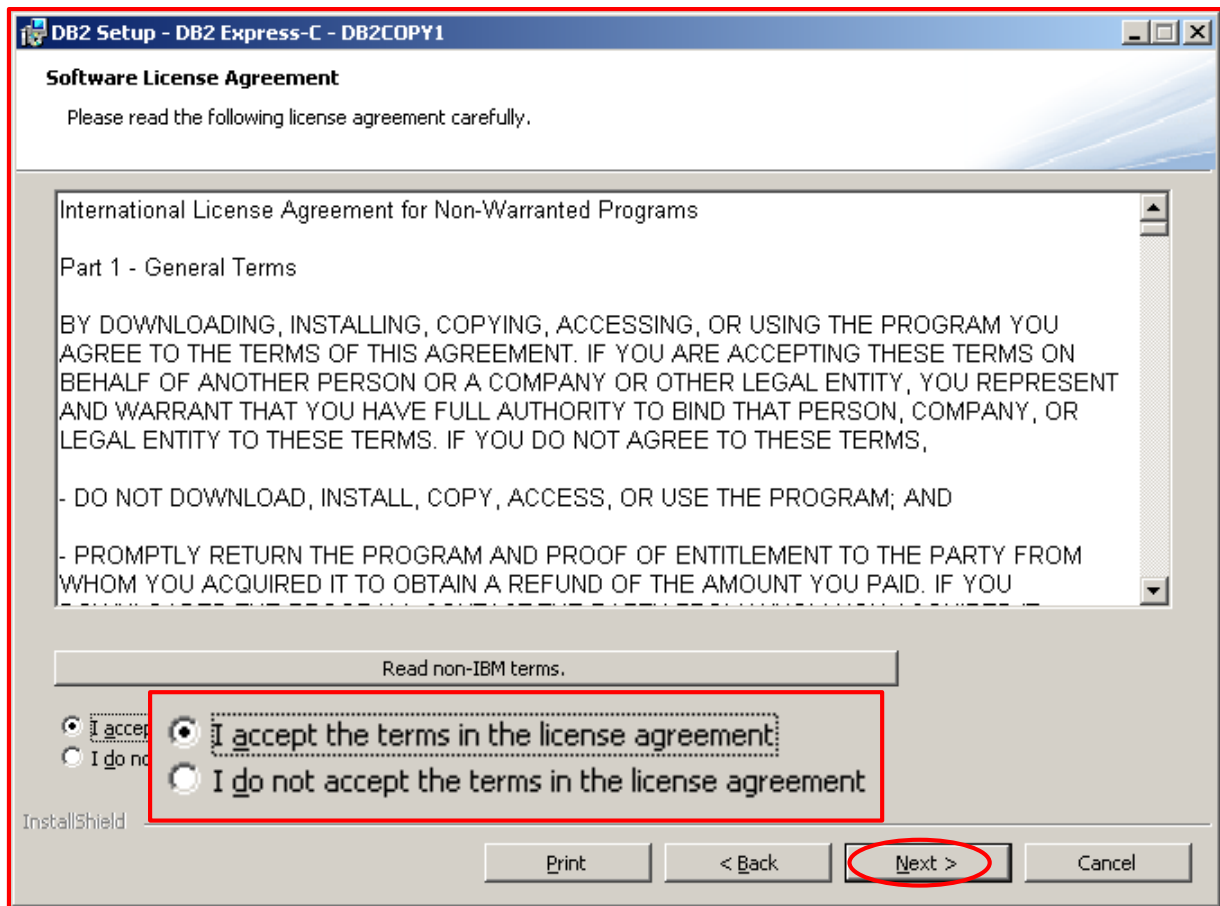 DB2 Setup - DB2 Express-C - DB2COPY1
Software License Agreement
Please read the following license agreement carefully.
International License Agreement for Non-Warranted Programs
Part 1 - General Terms
BY DOWNLOADING, INSTALLING, COPYING, ACCESSING, OR USING THE PROGRAM YOU
AGREE TO THE TERMS OF THIS AGREEMENT. IF YOU ARE ACCEPTING THESE TERMS ON
BEHALF OF ANOTHER PERSON OR A COMPANY OR OTHER LEGAL ENTITY, YOU REPRESENT
AND WARRANT THAT YOU HAVE FULL AUTHORITY TO BIND THAT PERSON, COMPANY, OR
LEGAL ENTITY TO THESE TERMS. IF YOU DO NOT AGREE TO THESE TERMS,
- DO NOT DOWNLOAD, INSTALL, COPY, ACCESS, OR USE THE PROGRAM; AND
- PROMPTLY RETURN THE PROGRAM AND PROOF OF ENTITLEMENT TO THE PARTY FROM
WHOM YOU ACQUIRED IT TO OBTAIN A REFUND OF THE AMOUNT YOU PAID. IF YOU
Read non-IBM terms.
I accep
I do no
I accept the terms in the license agreement
I do not accept the terms in the license agreement
InstallShield
Print
< Back
Next >
Cancel